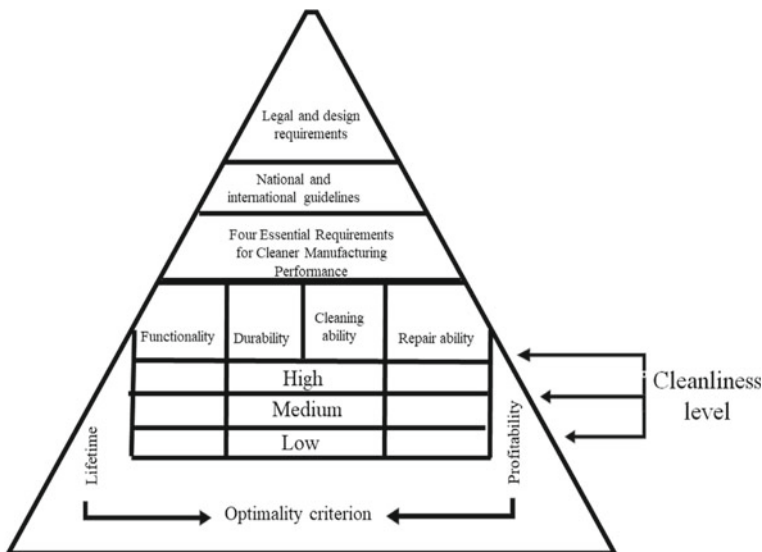 Legal and design
requirements
National and
international guidelines
Four Essential Requirements
for Cleaner Manufacturing
Performance
Functionality
Durability
Cleaning
ability
Repair ability
High
Medium
Low
Cleanliness
level
Lifetime
Profitability
Optimality criterion